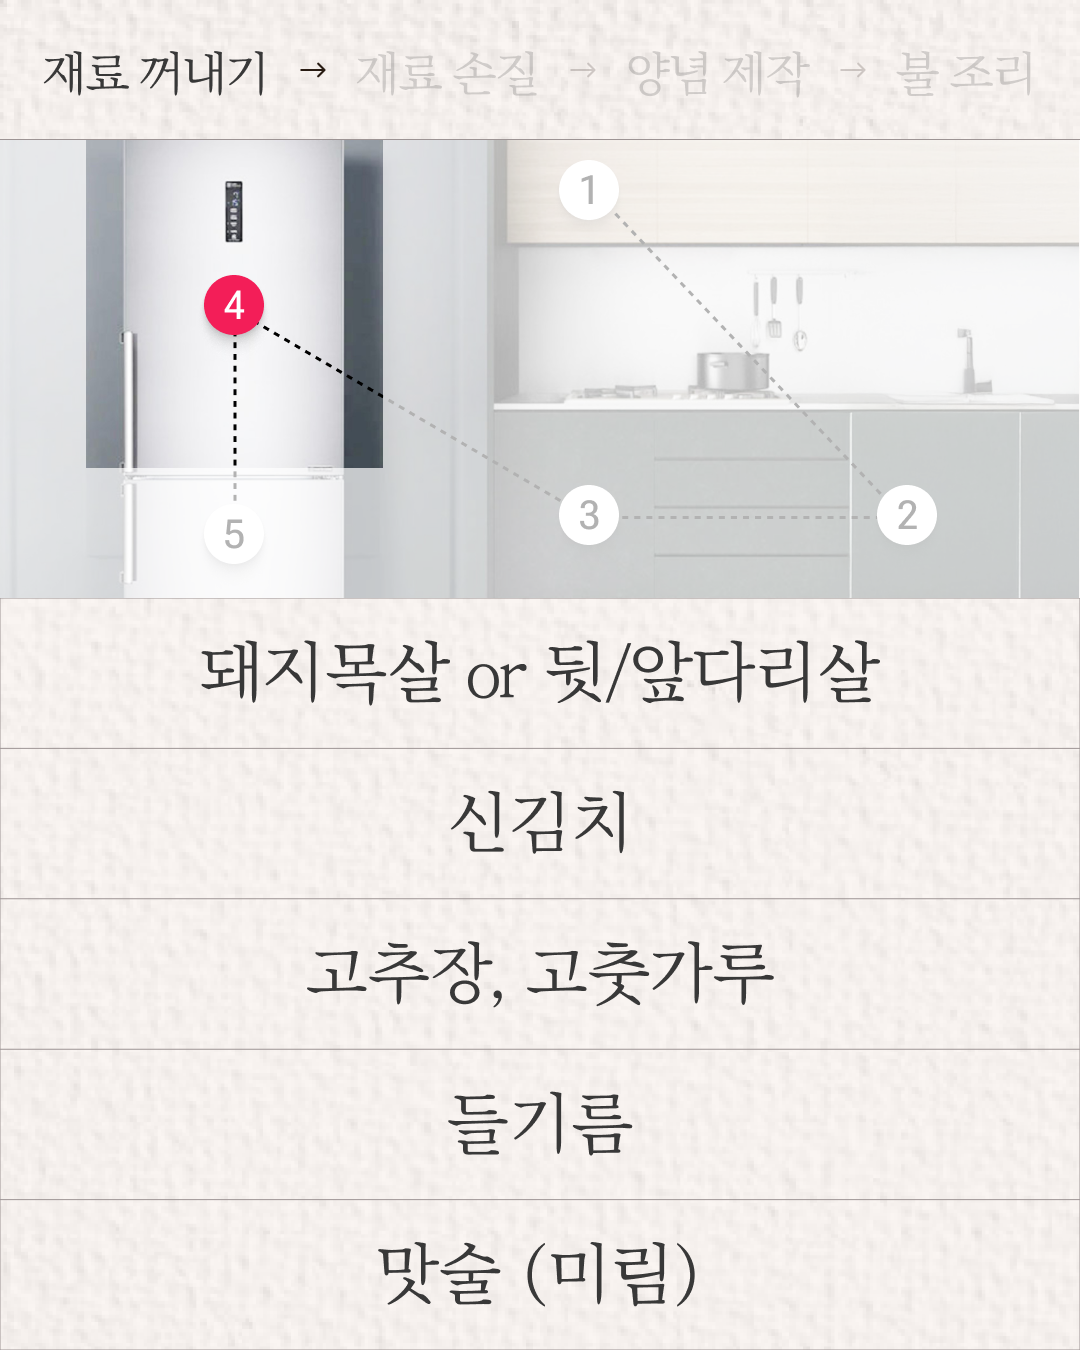 재료 꺼내기 → 재료 손질 → 양념 제작 → 불 조리
1
4
3
2
5
돼지목살 or 뒷/앞다리살
신김치
고추장, 고춧가루
들기름
맛술 (미림)